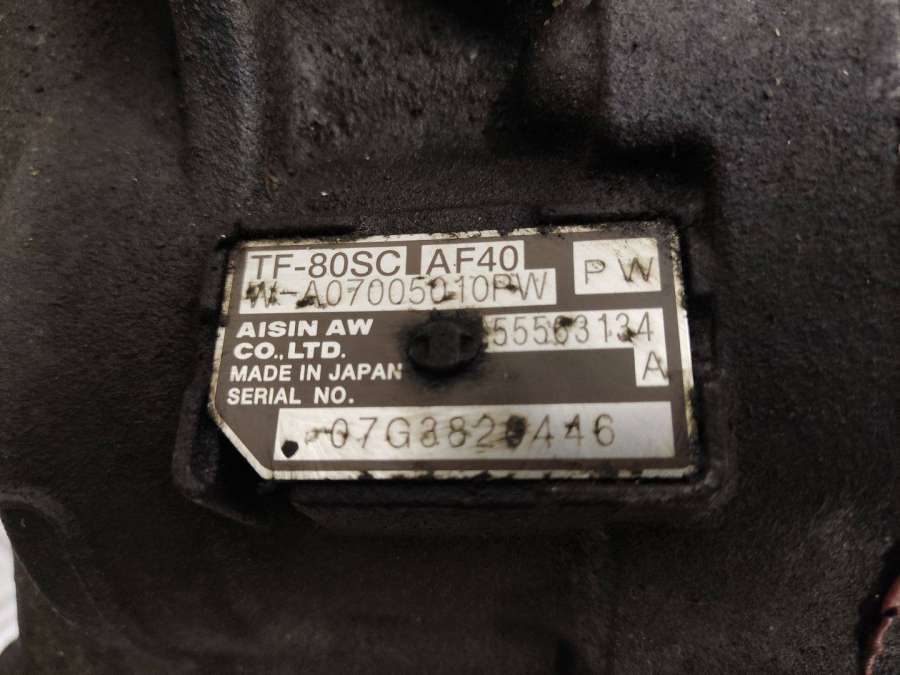 TF-80SC AF40 PW
W-A07005010PW
AISIN AW 55563134
CO.,LTD.
MADE IN JAPAN A
SERIAL NO.